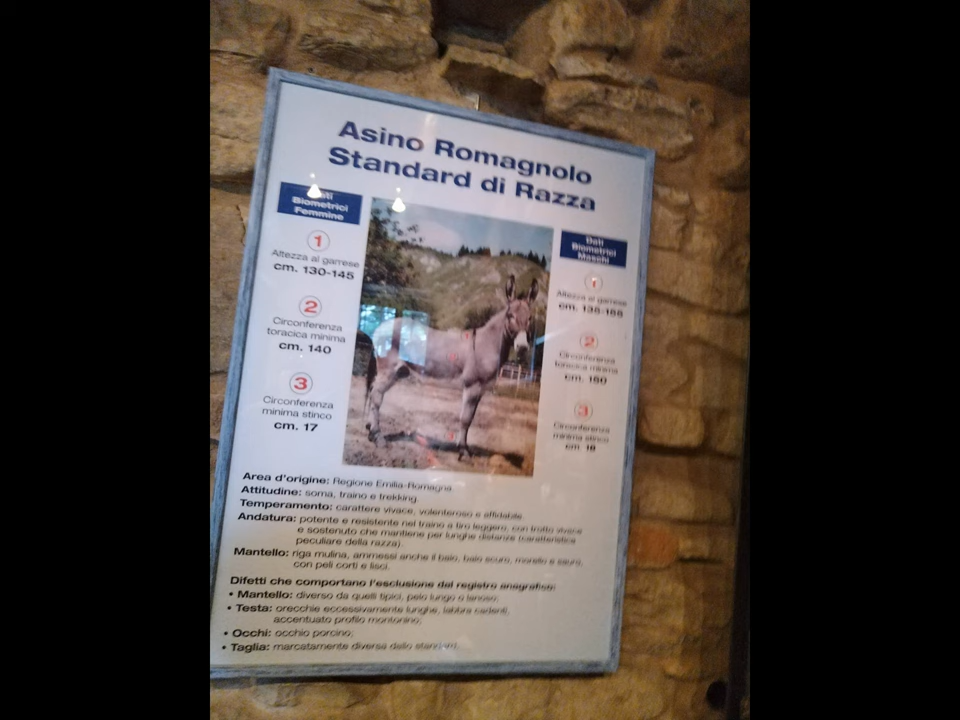 Asino Romagnolo
Standard di Razza
Dati
Biometrici
Femmine
1
Altezza al garrese
cm. 130-145
2
Circonferenza
toracica minima
cm. 140
3
Circonferenza
minima stinco
cm. 17
Dati
Biometrici
Maschi
1
Altezza al garrese
cm.
2
Circonferenza
toracica minima
cm. 150
3
Circonferenza
minima stinco
cm. 18
Area d'origine: Regione Emilia-Romagna
Attitudine: soma, traino e trekking.
Temperamento: carattere vivace, volenteroso e affidabile.
Andatura: potente e resistente nel traino a tiro leggero, con trotto vivace
e sostenuto che mantiene per lunghe distanze (caratteristica
peculiare della razza).
Mantello: riga mulina, ammessi anche il baio, baio scuro, morello e sauro,
con peli corti e lisci.
Difetti che comportano l'esclusione dal registro anagrafico:
• Mantello: diverso da quelli tipici, pelo lungo o lanoso;
• Testa: orecchie eccessivamente lunghe, labbra cadenti,
accentuato profilo montonino;
• Occhi: occhio porcino;
• Taglia: marcatamente diversa dallo standard.